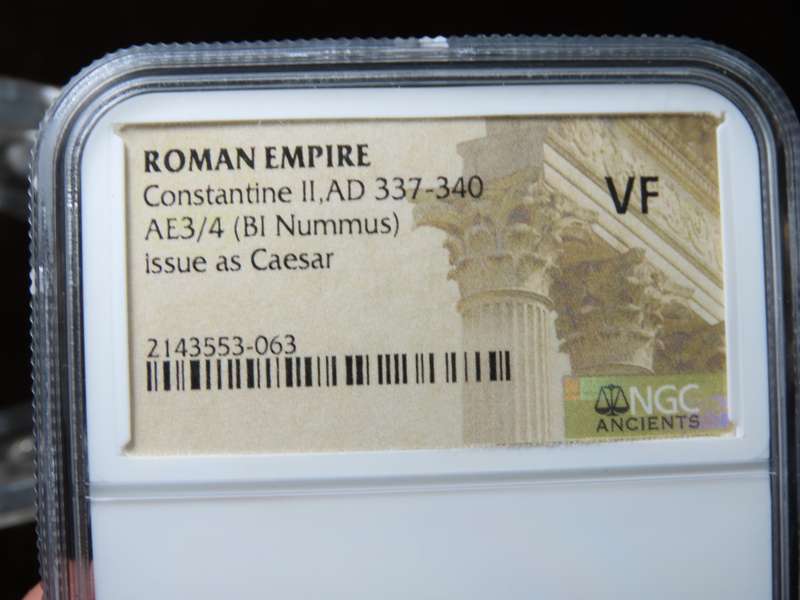 ROMAN EMPIRE
Constantine II, AD 337-340
AE3/4 (BI Nummus)
issue as Caesar
VF
2143553-063
NGC
ANCIENTS